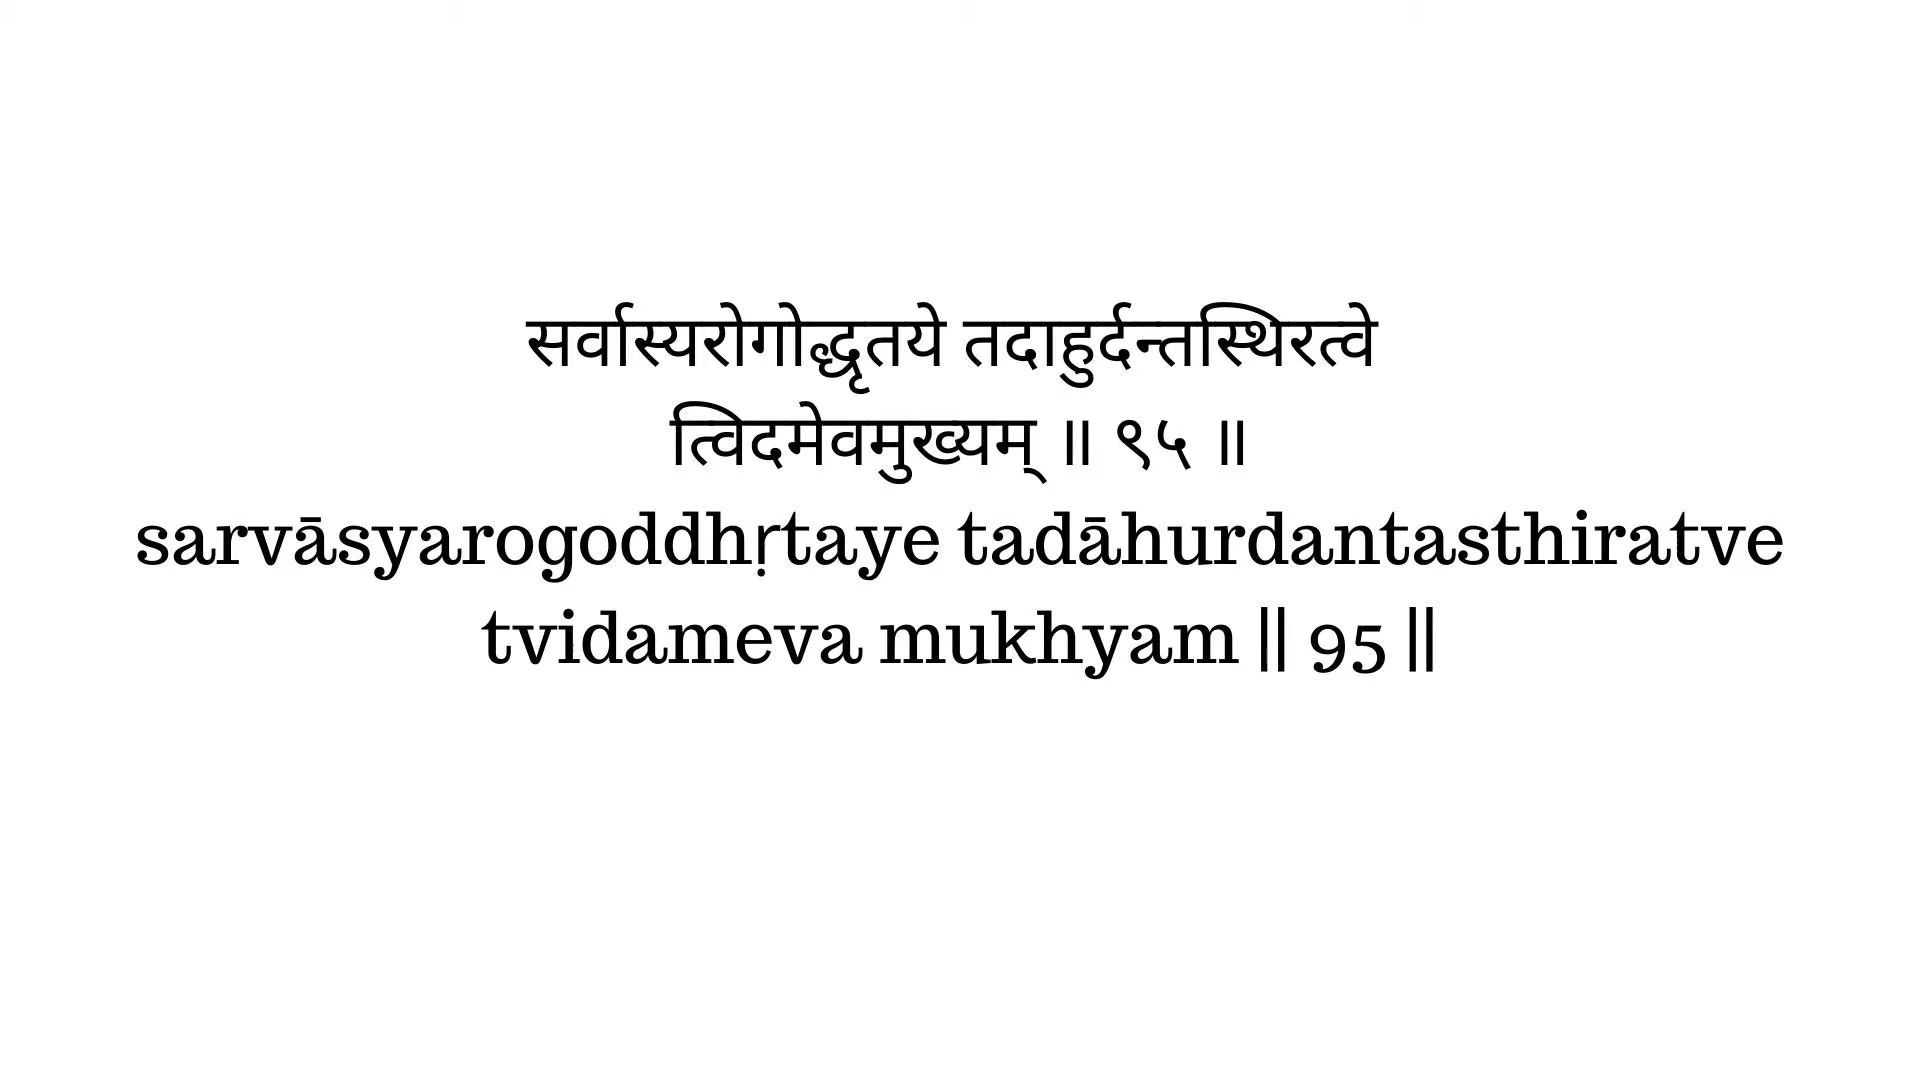 सर्वास्यरोगोद्धृतये तदाहुर्दन्तस्थिरत्वे
त्विदमेवमुख्यम् ॥ ९५ ॥
sarvāsyarogoddhṛtaye tadāhurdantasthiratve
tvidameva mukhyam || 95 ||